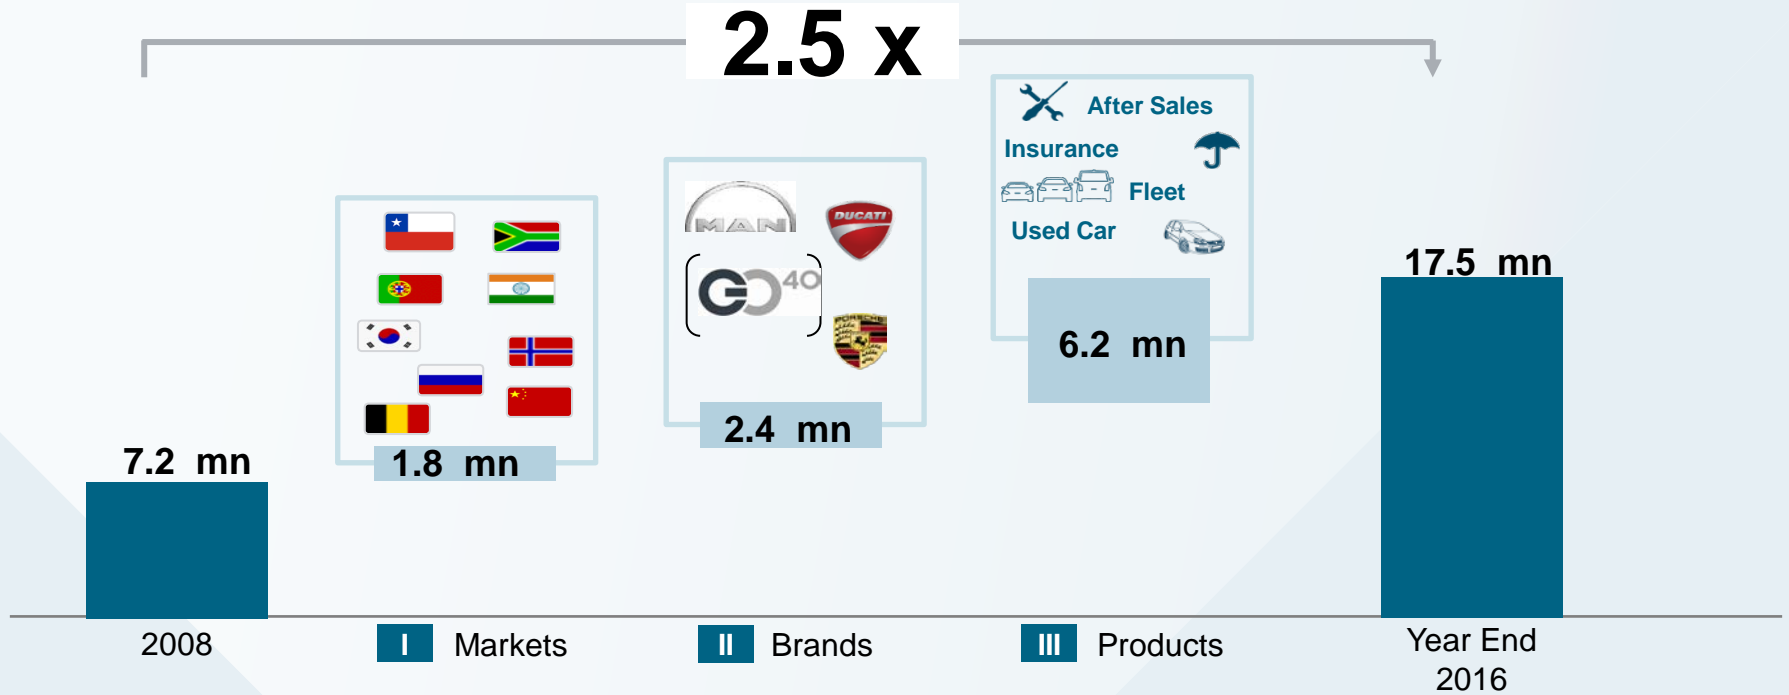 2.5 x
After Sales
Insurance
Fleet
Used Car
MAN
DUCATI
GO40
PORSCHE
7.2 mn
1.8 mn
2.4 mn
6.2 mn
17.5 mn
2008
I Markets
II Brands
III Products
Year End
2016